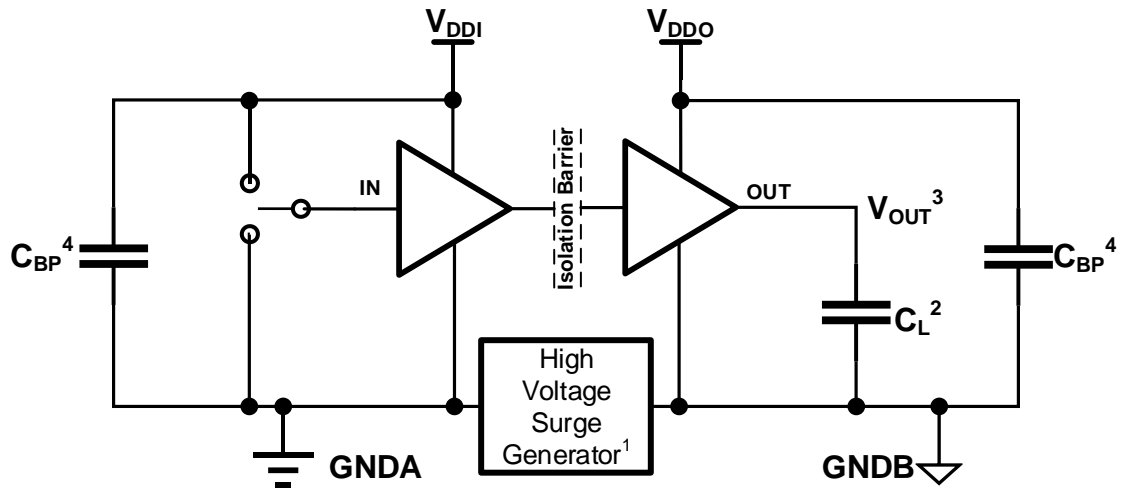 VDDI
VDDO
IN
Isolation Barrier
OUT
VOUT3
CBP4
CBP4
CL2
High
Voltage
Surge
Generator1
GNDA
GNDB